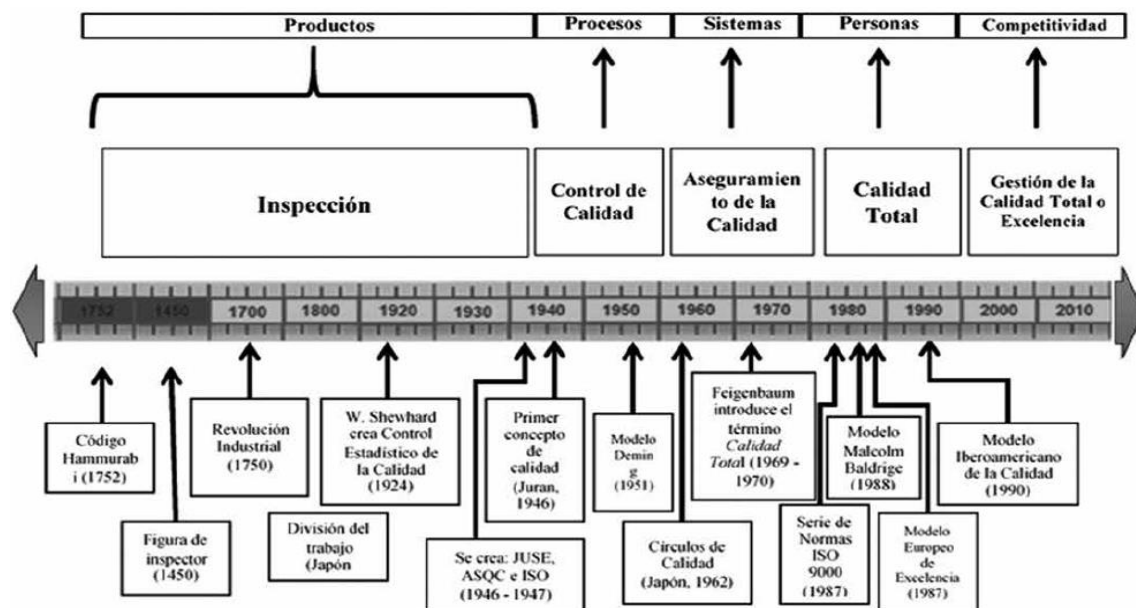 Productos
Procesos
Sistemas
Personas
Competitividad
Inspección
Control de
Calidad
Aseguramien
to de la
Calidad
Calidad
Total
Gestión de la
Calidad Total o
Excelencia
1752
1450
1700
1800
1920
1930
1940
1950
1960
1970
1980
1990
2000
2010
Código
Hammurab
i (1752)
Figura de
inspector
(1450)
Revolución
Industrial
(1750)
División del
trabajo
(Japón
W. Shewhard
crea Control
Estadístico de
la Calidad
(1924)
Se crea: JUSE,
ASQC e ISO
(1946 - 1947)
Primer
concepto de
calidad
(Juran,
1946)
Modelo
Demin
g
(1951)
Círculos de
Calidad
(Japón, 1962)
Feigenbaum
introduce el
término
Calidad
Total (1969 -
1970)
Serie de
Normas
ISO
9000
(1987)
Modelo
Malcolm
Baldrige
(1988)
Modelo
Europeo
de
Excelencia
(1987)
Modelo
Iberoamericano
de la Calidad
(1990)